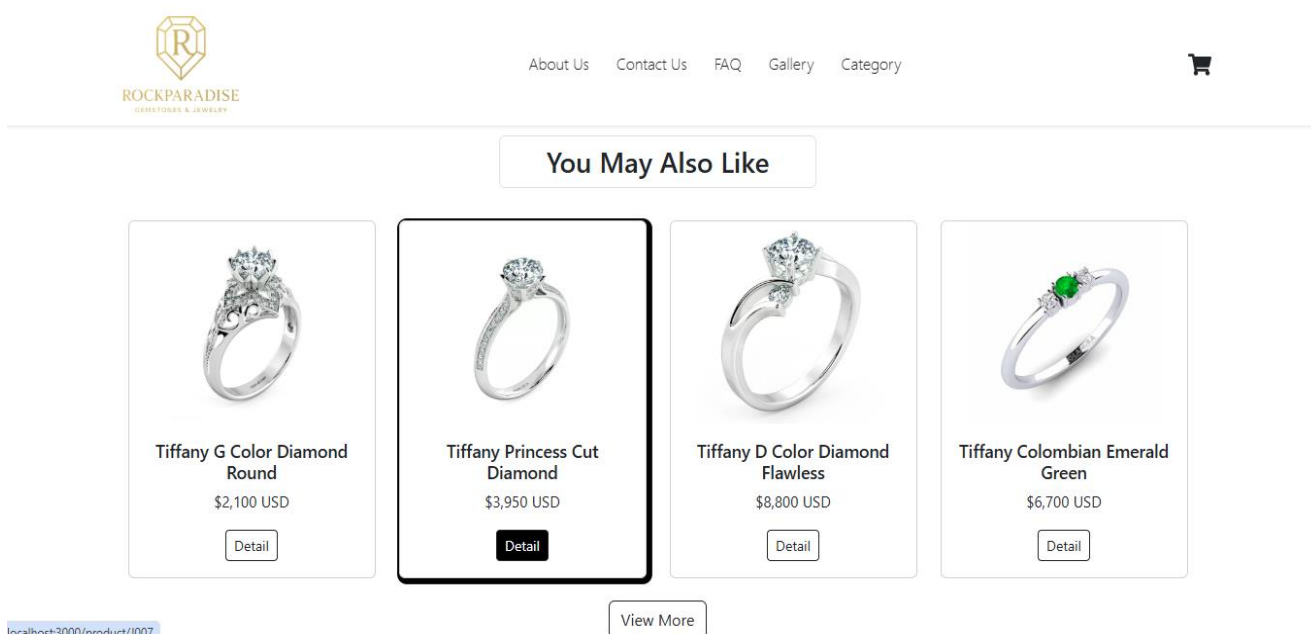 ROCKPARADISE
GEMSTONES & JEWELRY
About Us Contact Us FAQ Gallery Category
You May Also Like
Tiffany G Color Diamond
Round
$2,100 USD
Detail
Tiffany Princess Cut
Diamond
$3,950 USD
Detail
Tiffany D Color Diamond
Flawless
$8,800 USD
Detail
Tiffany Colombian Emerald
Green
$6,700 USD
Detail
View More
localhost:3000/product/J007